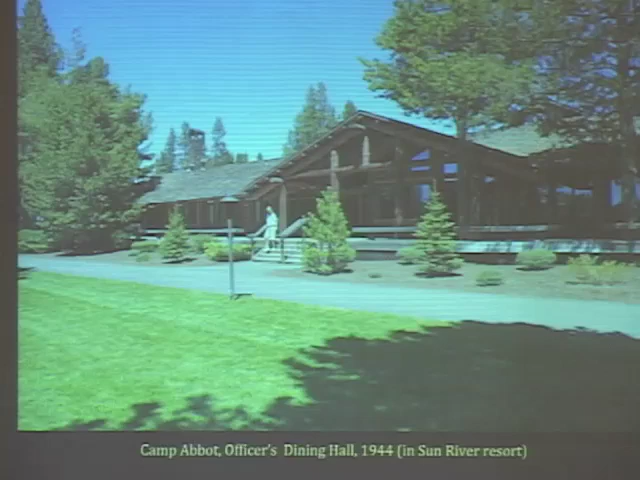 Camp Abbot, Officer's Dining Hall, 1944 (in Sun River resort)